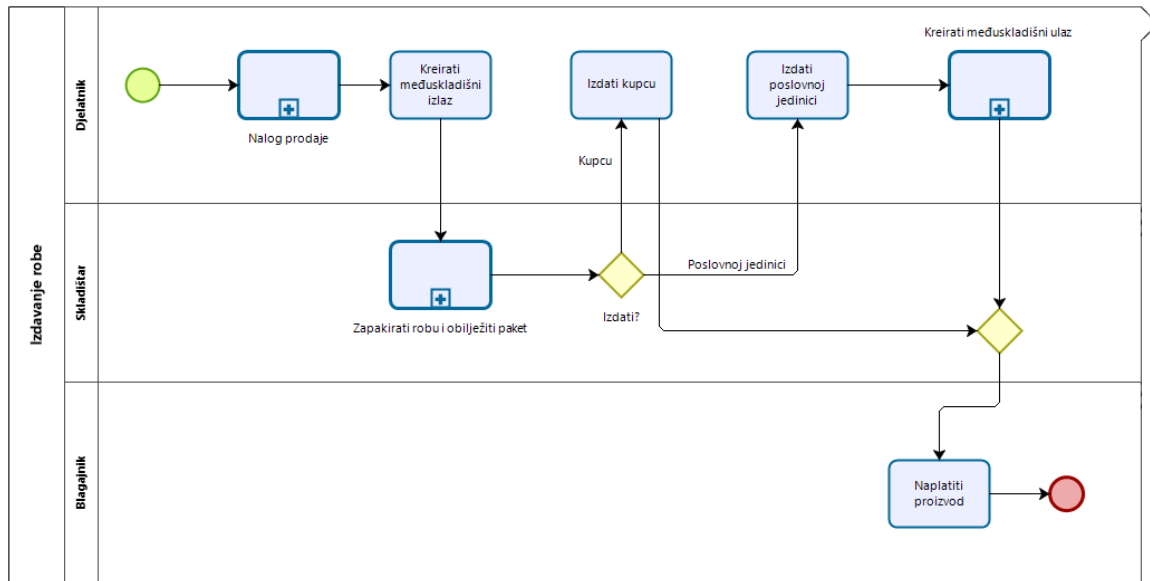 Izdavanje robe
Djelatnik
Nalog prodaje
Kreirati
međuskladišni
izlaz
Izdati kupcu
Kupcu
Izdati
poslovnoj
jedinici
Kreirati međuskladišni ulaz
Skladištar
Zapakirati robu i obilježiti paket
Izdati?
Poslovnoj jedinici
Blagajnik
Naplatiti
proizvod